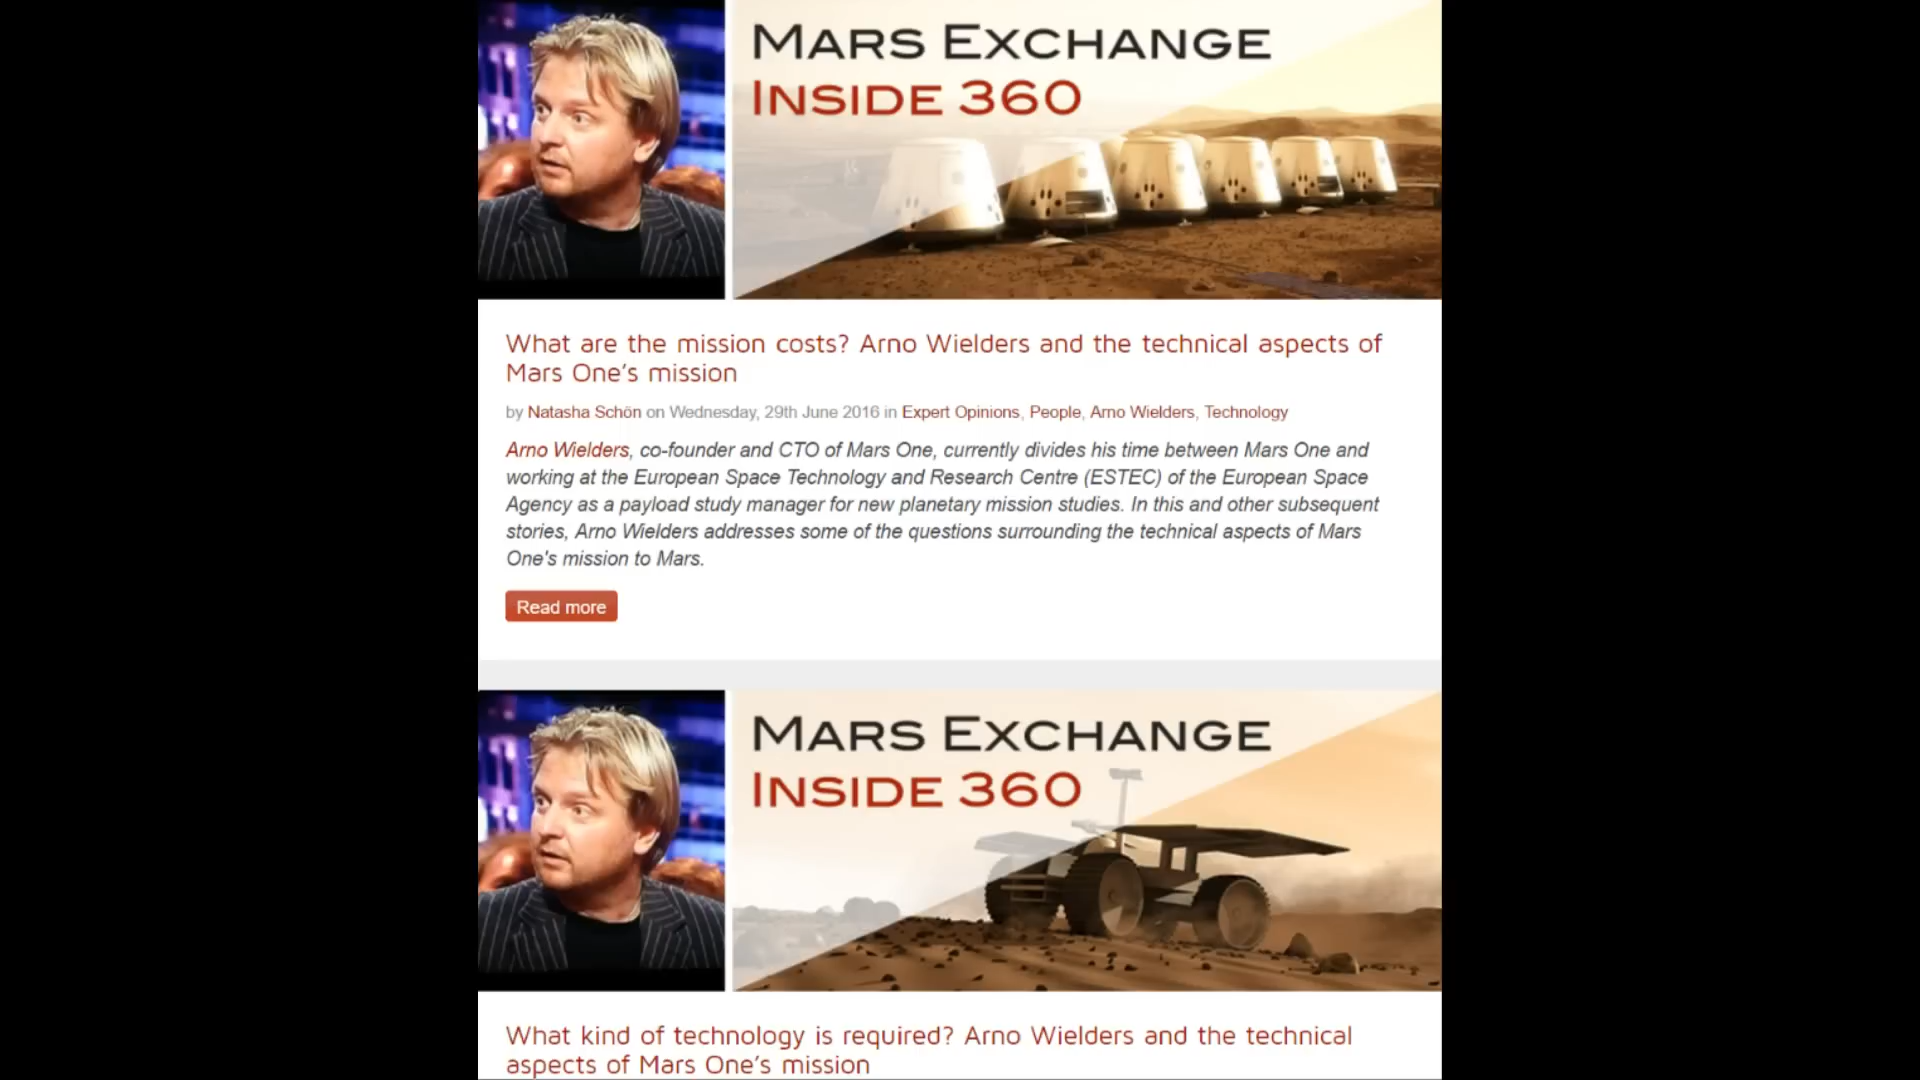 MARS EXCHANGE
INSIDE 360
What are the mission costs? Arno Wielders and the technical aspects of
Mars One’s mission
by Natasha Schön on Wednesday, 29th June 2016 in Expert Opinions, People, Arno Wielders, Technology
Arno Wielders, co-founder and CTO of Mars One, currently divides his time between Mars One and
working at the European Space Technology and Research Centre (ESTEC) of the European Space
Agency as a payload study manager for new planetary mission studies. In this and other subsequent
stories, Arno Wielders addresses some of the questions surrounding the technical aspects of Mars
One's mission to Mars.
Read more
MARS EXCHANGE
INSIDE 360
What kind of technology is required? Arno Wielders and the technical
aspects of Mars One’s mission